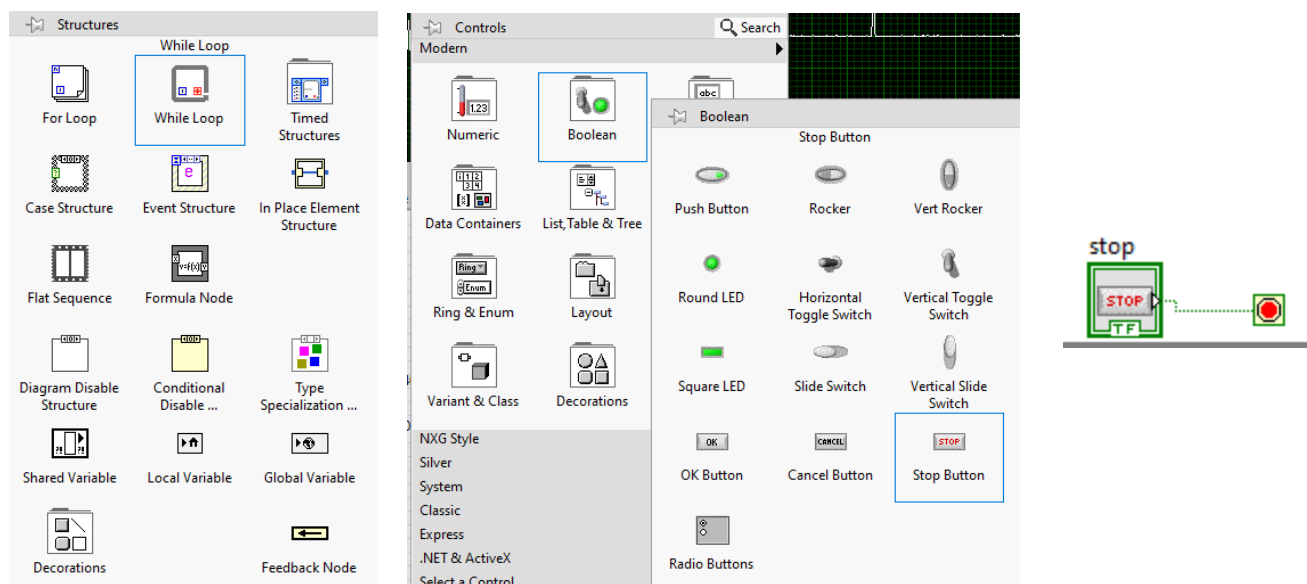 Structures
While Loop
For Loop
While Loop
Timed
Structures
Case Structure
Event Structure
In Place Element
Structure
Flat Sequence
Formula Node
Diagram Disable
Structure
Conditional
Disable ...
Type
Specialization ...
Shared Variable
Local Variable
Global Variable
Decorations
Feedback Node
Controls
Search
Modern
Numeric
Boolean
Data Containers
List, Table & Tree
Ring & Enum
Layout
Variant & Class
Decorations
NXG Style
Silver
System
Classic
Express
.NET & ActiveX
Select a Control
Boolean
Stop Button
Push Button
Rocker
Vert Rocker
Round LED
Horizontal
Toggle Switch
Vertical Toggle
Switch
Square LED
Slide Switch
Vertical Slide
Switch
OK
CANCEL
STOP
OK Button
Cancel Button
Stop Button
Radio Buttons
stop
STOP
TF